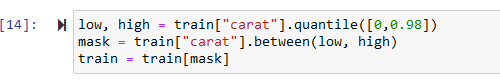 [14]: low, high = train["carat"].quantile([0,0.98])
mask = train["carat"].between(low, high)
train = train[mask]